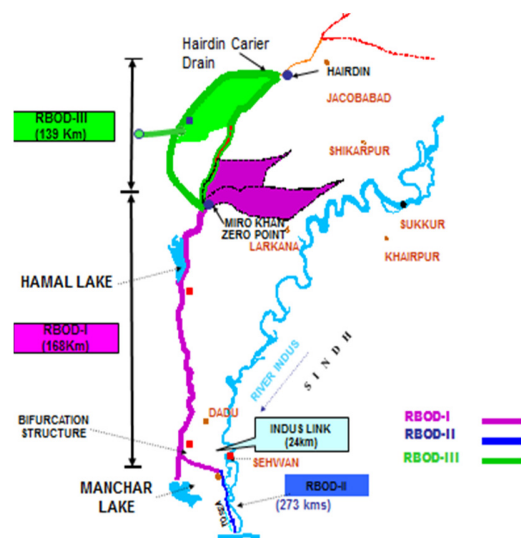 Hairdin Carier
Drain
HAIRDIN
JACOBABAD
RBOD-III
(139 Km)
SHIKARPUR
MIRO KHAN
ZERO POINT
LARKANA
SUKKUR
KHAIRPUR
HAMAL LAKE
RBOD-I
(168Km)
RIVER INDUS
SINDH
DADU
BIFURCATION
STRUCTURE
INDUS LINK
(24km)
SEHWAN
MANCHAR
LAKE
RBOD-II
(273 kms)
TO SEA
RBOD-I
RBOD-II
RBOD-III